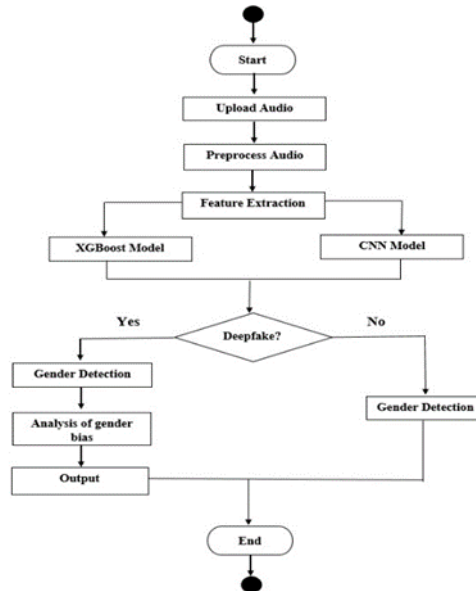 Start
Upload Audio
Preprocess Audio
Feature Extraction
XGBoost Model
CNN Model
Yes
Deepfake?
No
Gender Detection
Gender Detection
Analysis of gender
bias
Output
End